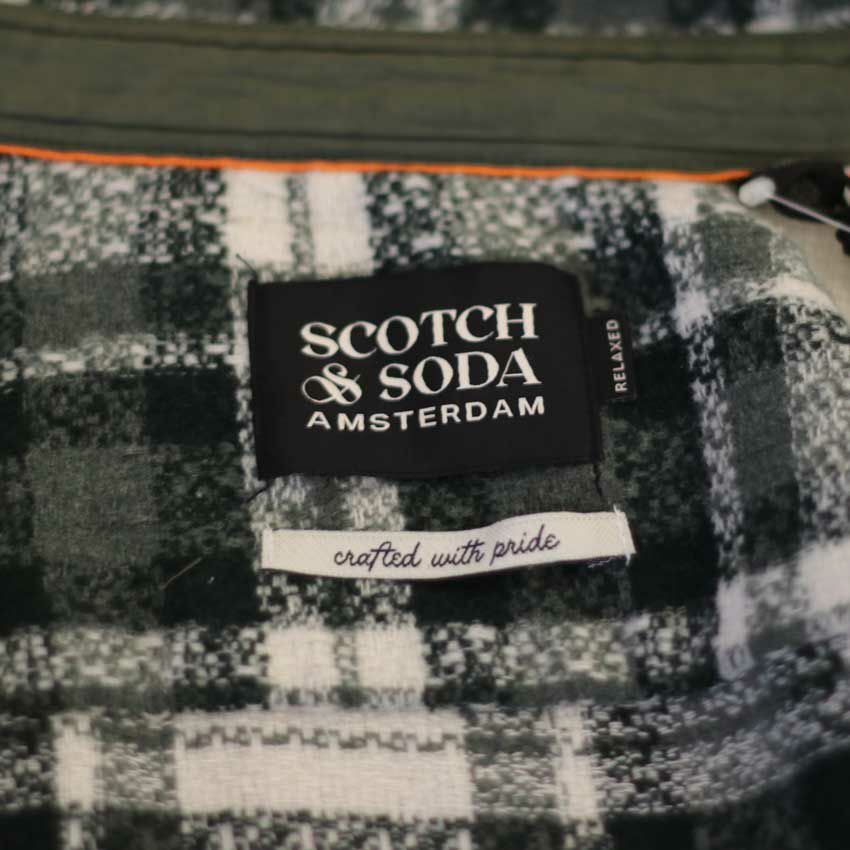 SCOTCH
& SODA
AMSTERDAM
RELAXED
crafted with pride